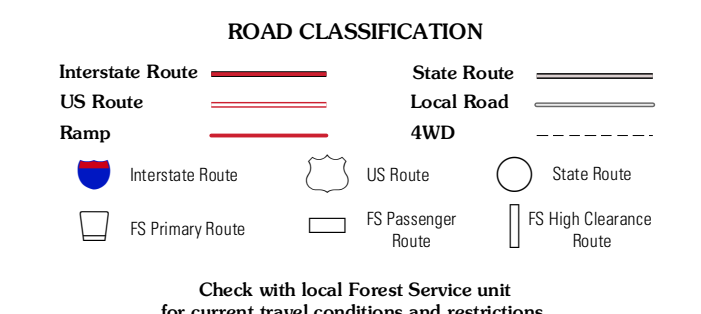 ROAD CLASSIFICATION
Interstate Route
State Route
US Route
Local Road
Ramp
4WD
Interstate Route
US Route
State Route
FS Primary Route
FS Passenger
Route
FS High Clearance
Route
Check with local Forest Service unit
for current travel conditions and restrictions